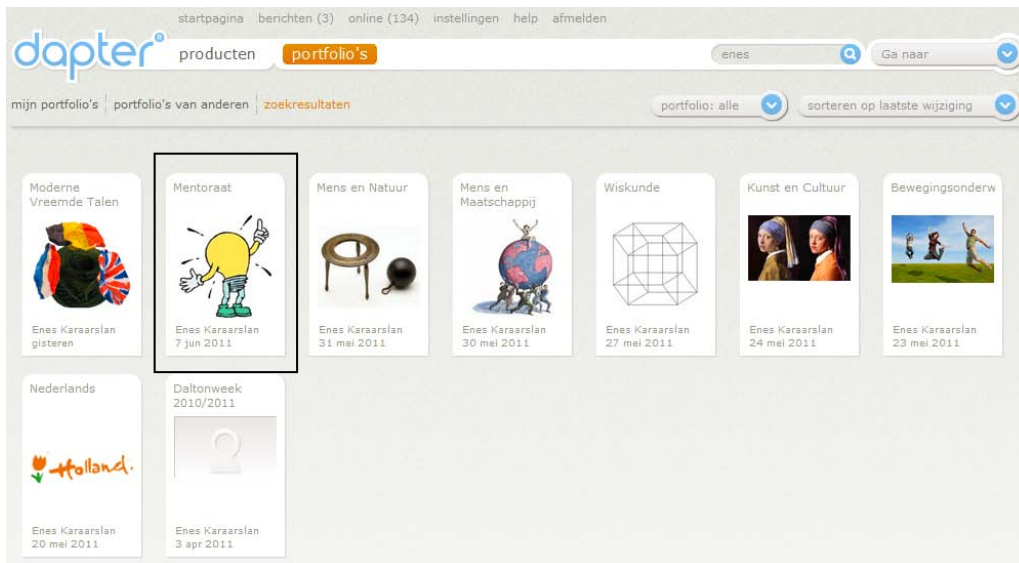 startpagina berichten (3) online (134) instellingen help afmelden
dapter®
producten portfolio's enes Ga naar
mijn portfolio's portfolio's van anderen zoekresultaten portfolio: alle sorteren op laatste wijziging
Moderne
Vreemde Talen
Enes Karaarslan
gisteren
Mentoraat
Enes Karaarslan
7 jun 2011
Mens en Natuur
Enes Karaarslan
31 mei 2011
Mens en
Maatschappij
Enes Karaarslan
30 mei 2011
Wiskunde
Enes Karaarslan
27 mei 2011
Kunst en Cultuur
Enes Karaarslan
24 mei 2011
Bewegingsonderw
Enes Karaarslan
23 mei 2011
Nederlands
Holland.
Enes Karaarslan
20 mei 2011
Daltonweek
2010/2011
Enes Karaarslan
3 apr 2011